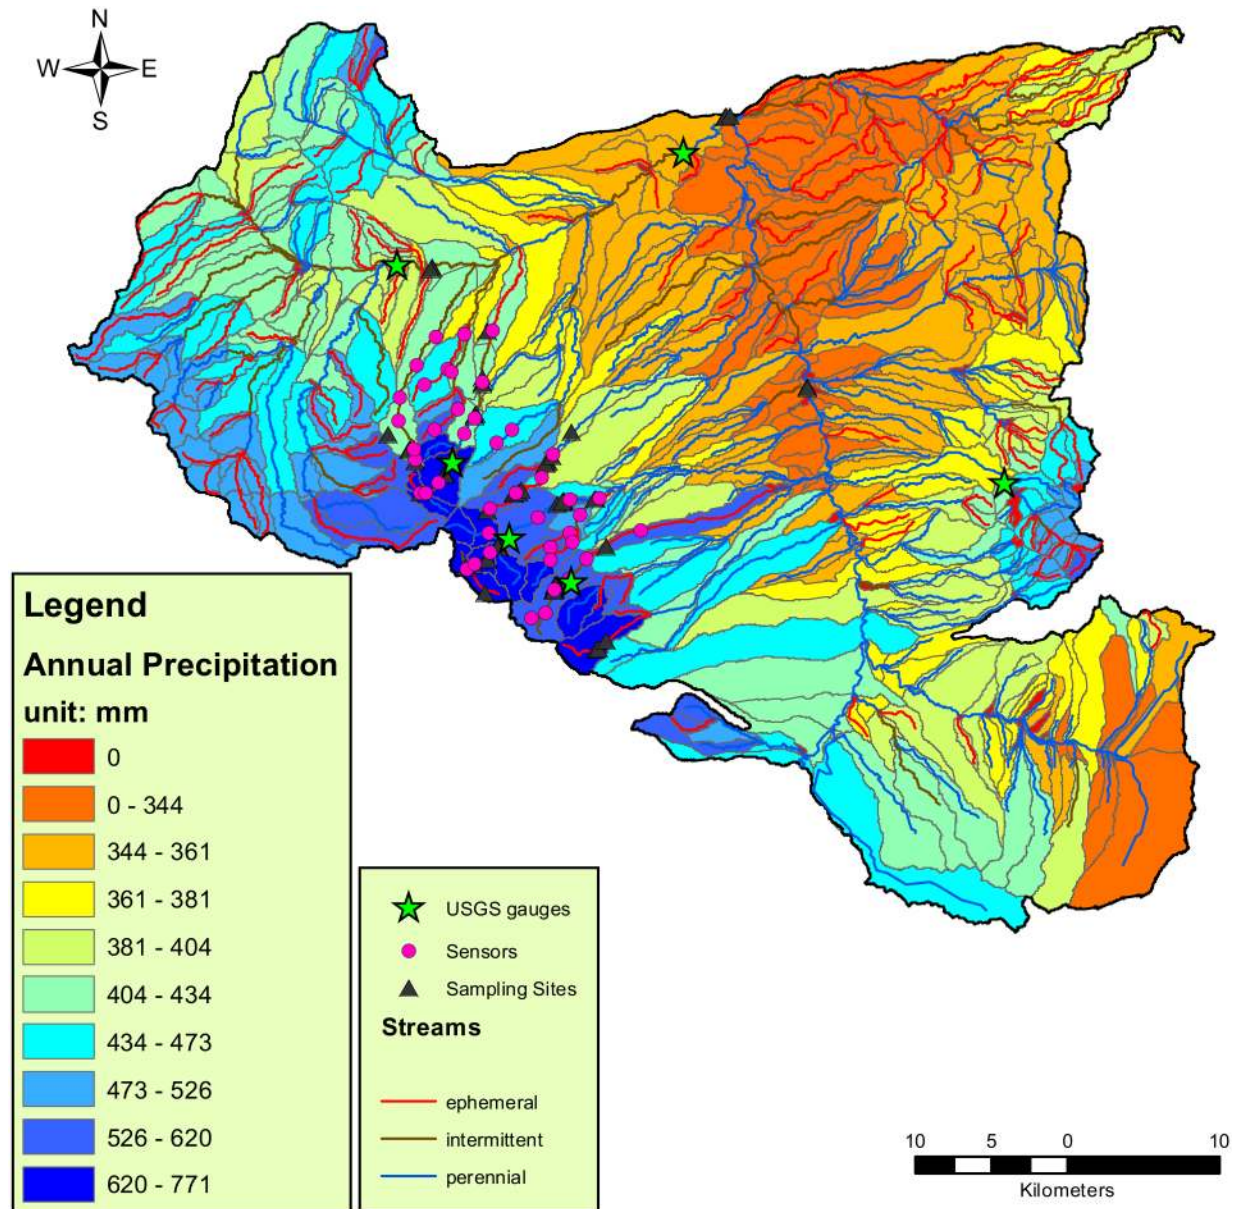 N
W E
S
Legend
Annual Precipitation
unit: mm
0
0 - 344
344 - 361
361 - 381
381 - 404
404 - 434
434 - 473
473 - 526
526 - 620
620 - 771
USGS gauges
Sensors
Sampling Sites
Streams
ephemeral
intermittent
perennial
10 5 0 10
Kilometers